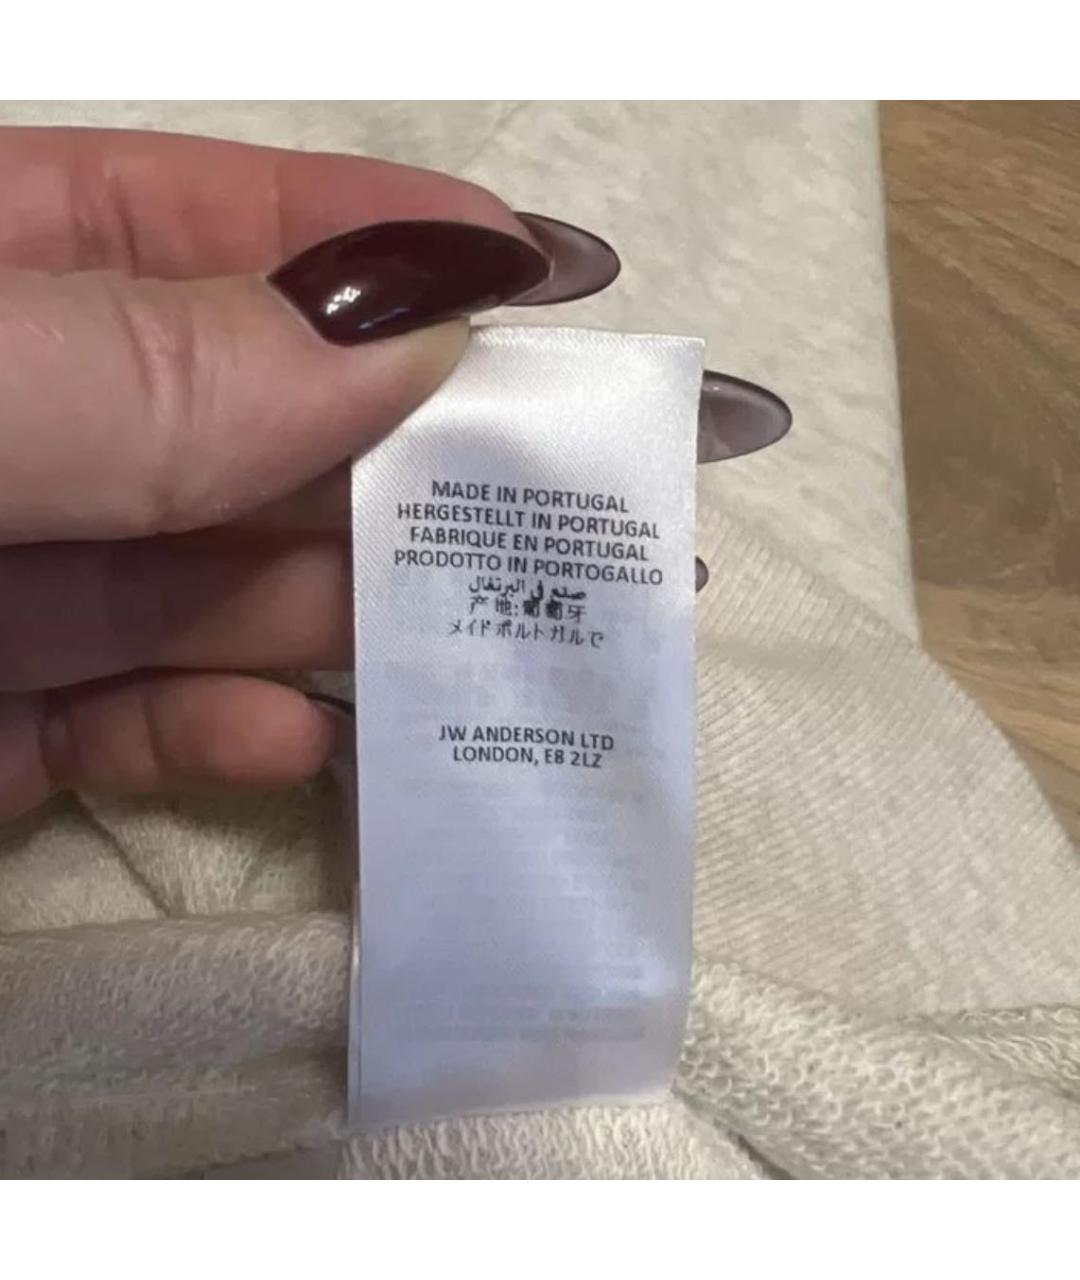 MADE IN PORTUGAL
HERGESTELLT IN PORTUGAL
FABRIQUE EN PORTUGAL
PRODOTTO IN PORTOGALLO
صنع في البرتغال
产地:葡萄牙
メイドポルトガルで
JW ANDERSON LTD
LONDON, E8 2LZ